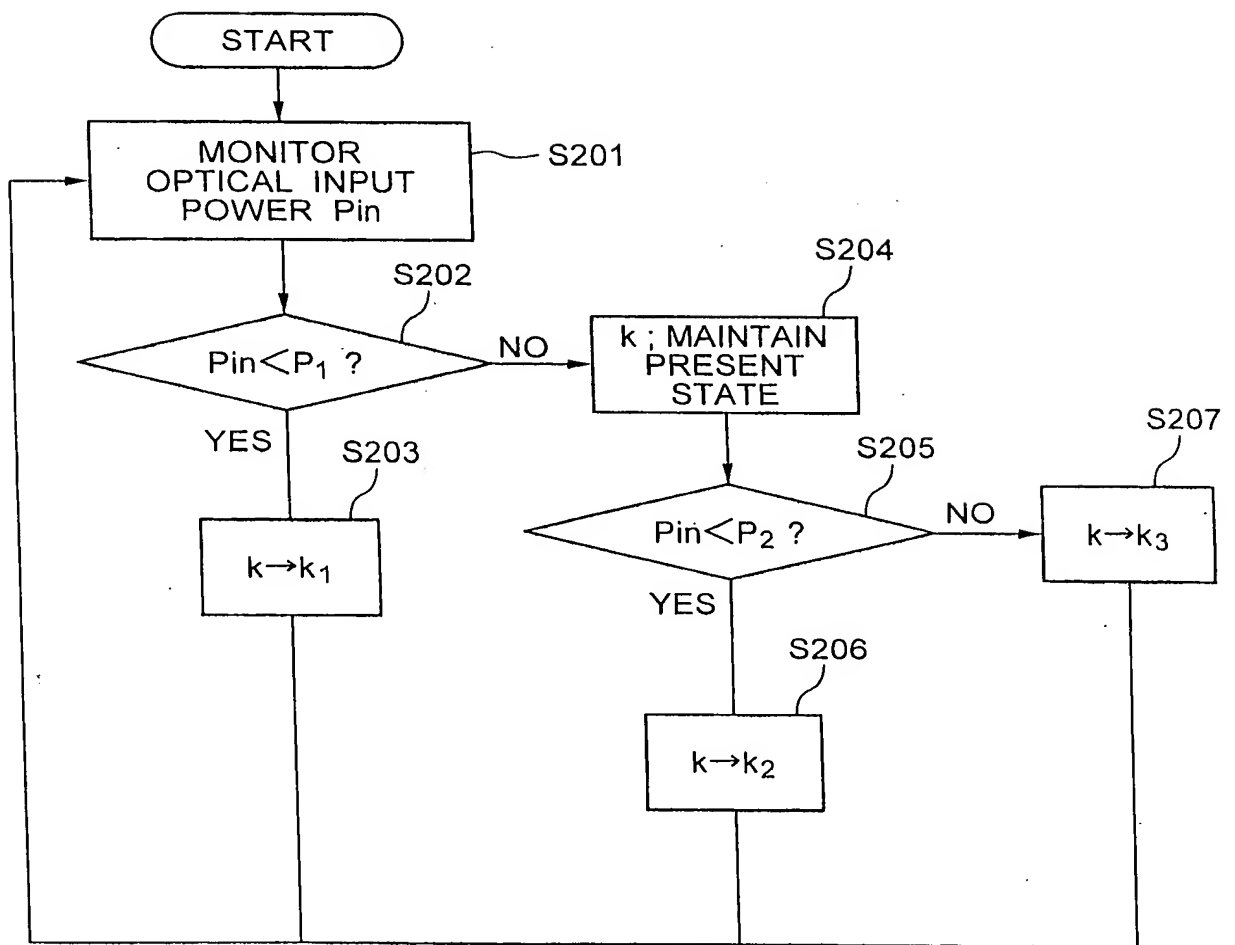 START
MONITOR
OPTICAL INPUT
POWER Pin
S201
S202
Pin<P₁ ?
NO
YES
S203
k→k₁
S204
k ; MAINTAIN
PRESENT
STATE
S205
Pin<P₂ ?
NO
YES
S206
k→k₂
S207
k→k₃